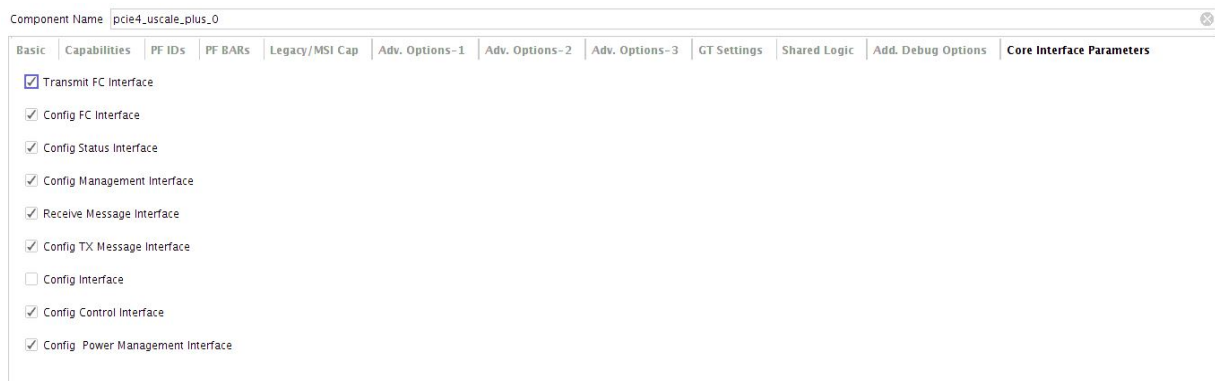 Component Name pcie4_uscale_plus_0
Basic Capabilities PF IDs PF BARs Legacy/MSI Cap Adv. Options-1 Adv. Options-2 Adv. Options-3 GT Settings Shared Logic Add. Debug Options Core Interface Parameters
Transmit FC Interface
Config FC Interface
Config Status Interface
Config Management Interface
Receive Message Interface
Config TX Message Interface
Config Interface
Config Control Interface
Config Power Management Interface